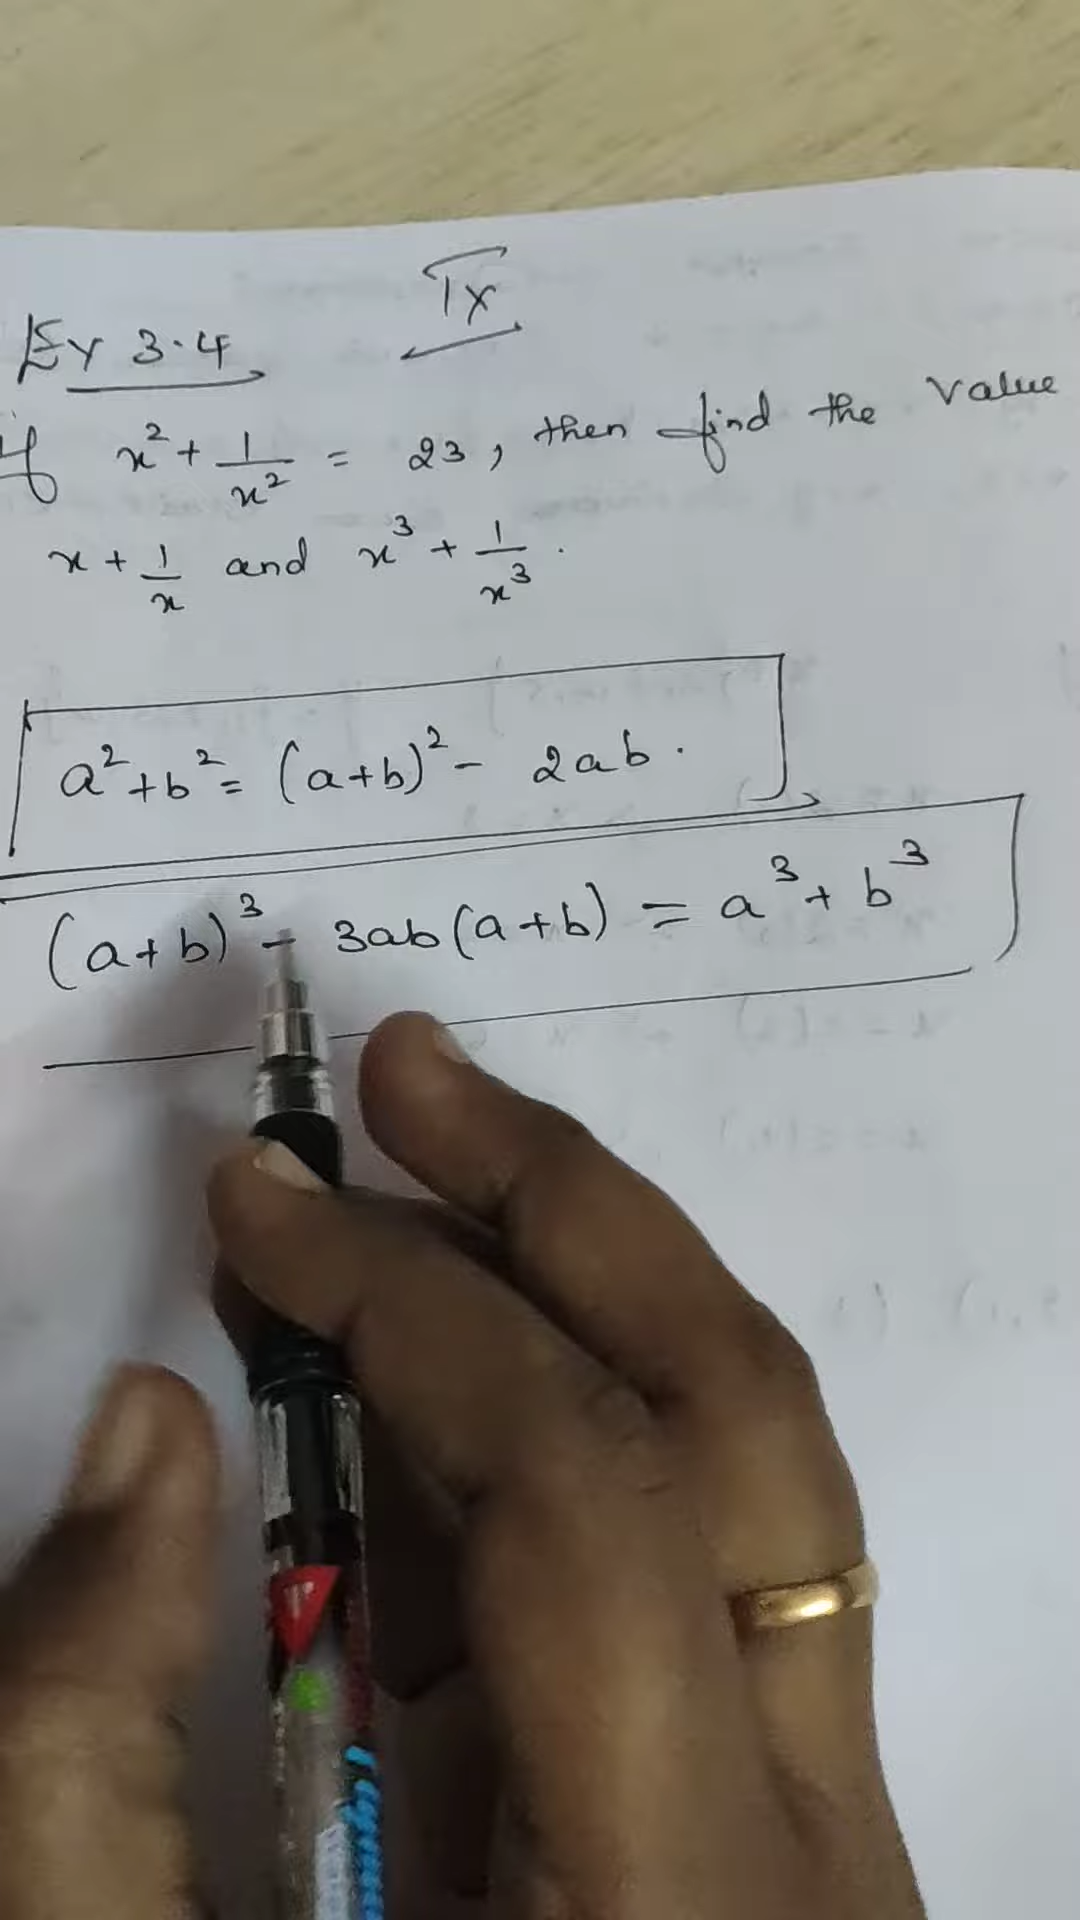 Ex 3.4
If x² + 1/x² = 23, then find the value
x + 1/x and x³ + 1/x³.
a² + b² = (a+b)² - 2ab.
(a+b)³ - 3ab(a+b) = a³ + b³